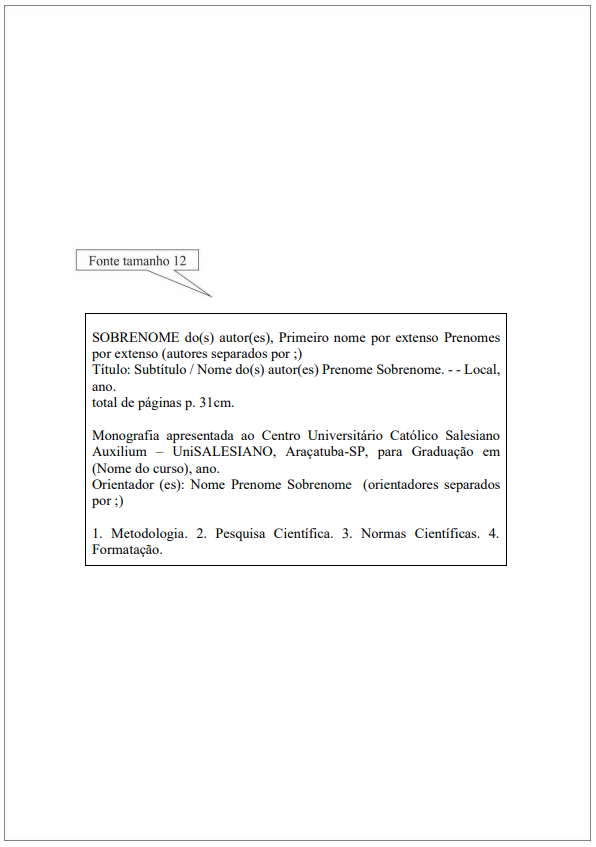 Fonte tamanho 12
SOBRENOME do(s) autor(es), Primeiro nome por extenso Prenomes
por extenso (autores separados por ;)
Título: Subtítulo / Nome do(s) autor(es) Prenome Sobrenome. - - Local,
ano.
total de páginas p. 31cm.
Monografia apresentada ao Centro Universitário Católico Salesiano
Auxilium – UniSALESIANO, Araçatuba-SP, para Graduação em
(Nome do curso), ano.
Orientador (es): Nome Prenome Sobrenome (orientadores separados
por ;)
1. Metodologia. 2. Pesquisa Científica. 3. Normas Científicas. 4.
Formatação.